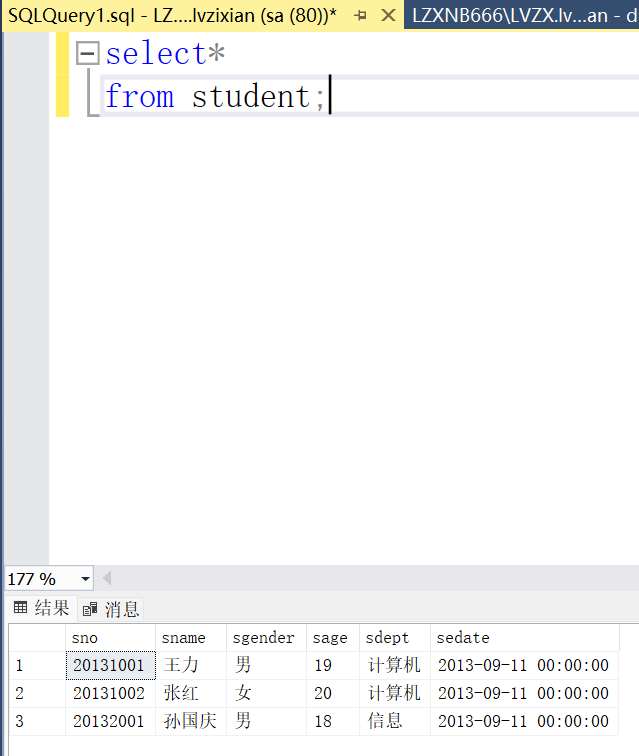 SQLQuery1.sql - LZ....lvzixian (sa (80))* LZXNB666\LVZX.lv...an - d
select*
from student;
177 %
结果 消息
sno sname sgender sage sdept sedate
1 20131001 王力 男 19 计算机 2013-09-11 00:00:00
2 20131002 张红 女 20 计算机 2013-09-11 00:00:00
3 20132001 孙国庆 男 18 信息 2013-09-11 00:00:00